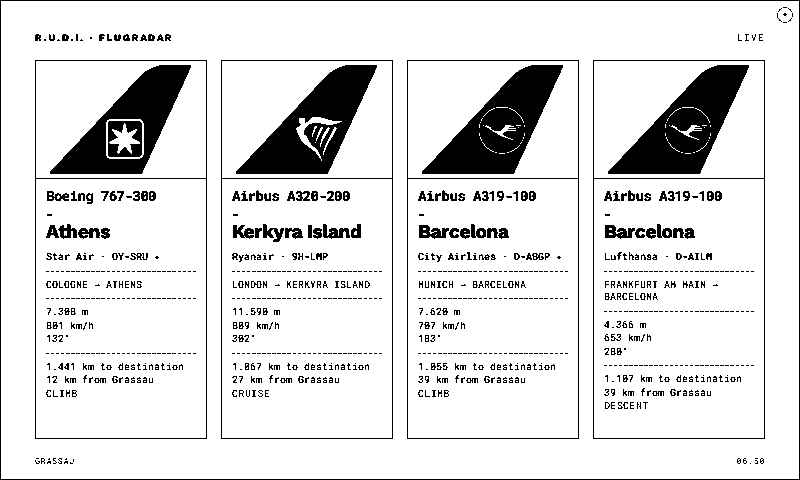 R.U.D.I. · FLUGRADAR
LIVE
Boeing 767-300
-
Athens
Star Air · OY-SRU ✦
COLOGNE → ATHENS
7.308 m
801 km/h
132°
1.441 km to destination
12 km from Grassau
CLIMB
Airbus A320-200
-
Kerkyra Island
Ryanair · 9H-LMP
LONDON → KERKYRA ISLAND
11.590 m
809 km/h
302°
1.067 km to destination
27 km from Grassau
CRUISE
Airbus A319-100
-
Barcelona
City Airlines · D-ABGP ✦
MUNICH → BARCELONA
7.620 m
707 km/h
183°
1.055 km to destination
39 km from Grassau
CLIMB
Airbus A319-100
-
Barcelona
Lufthansa · D-AILM
FRANKFURT AM MAIN →
BARCELONA
4.366 m
653 km/h
280°
1.107 km to destination
39 km from Grassau
DESCENT
GRASSAU
06.50